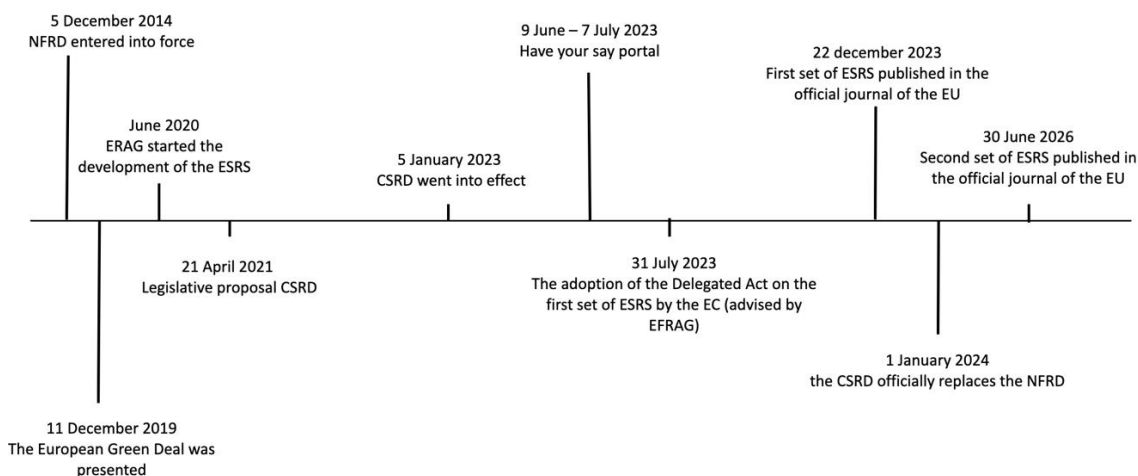 5 December 2014
NFRD entered into force
11 December 2019
The European Green Deal was
presented
June 2020
ERAG started the
development of the ESRS
21 April 2021
Legislative proposal CSRD
5 January 2023
CSRD went into effect
9 June – 7 July 2023
Have your say portal
31 July 2023
The adoption of the Delegated Act on the
first set of ESRS by the EC (advised by
EFRAG)
22 december 2023
First set of ESRS published in the
official journal of the EU
1 January 2024
the CSRD officially replaces the NFRD
30 June 2026
Second set of ESRS published in
the official journal of the EU